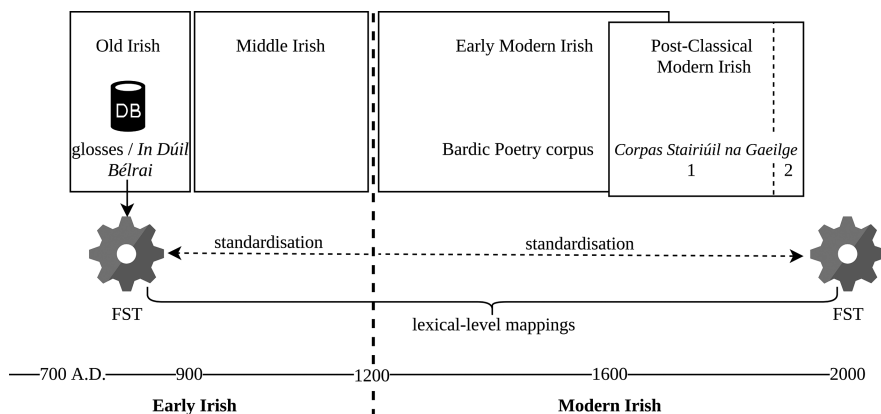 Old Irish
Middle Irish
Early Modern Irish
Post-Classical
Modern Irish
DB
glosses / In Dúil
Bélrai
Bardic Poetry corpus
Corpas Stairiúil na Gaeilge
1
2
standardisation
standardisation
FST
FST
lexical-level mappings
700 A.D.
900
1200
1600
2000
Early Irish
Modern Irish